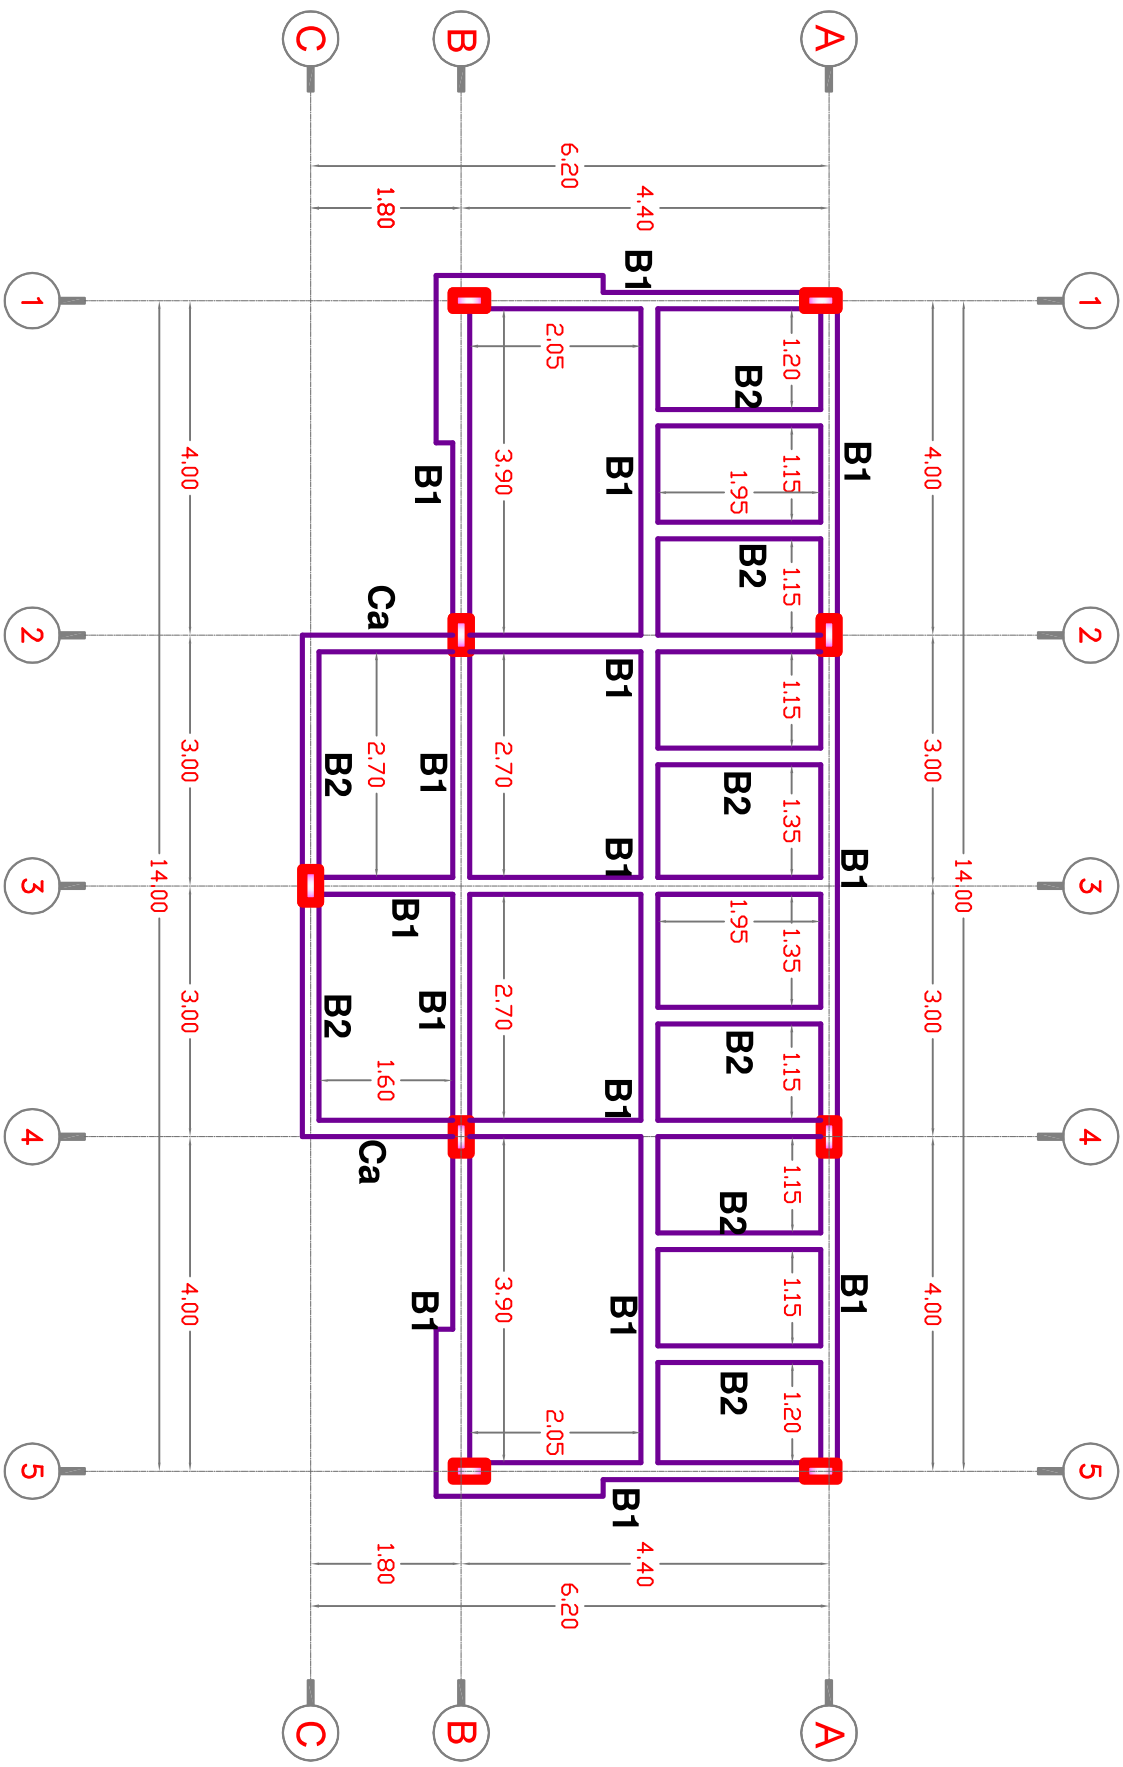 1 2 3 4 5
14.00
4.00 3.00 3.00 4.00
B1 B1 B1
A A
1.20 1.15 1.15 1.15 1.35 1.35 1.15 1.15 1.15 1.20
B2 1.95 B2 B2 1.95 B2 B2 B2
4.40 B1 B1 B1 B1 B1 B1 B1 4.40
6.20 6.20
2.05 2.05
3.90 2.70 2.70 3.90
B B
B1 B1 B1 B1
B1
1.80 Ca 2.70 1.60 Ca 1.80
B2 B2
C C
4.00 3.00 3.00 4.00
14.00
1 2 3 4 5